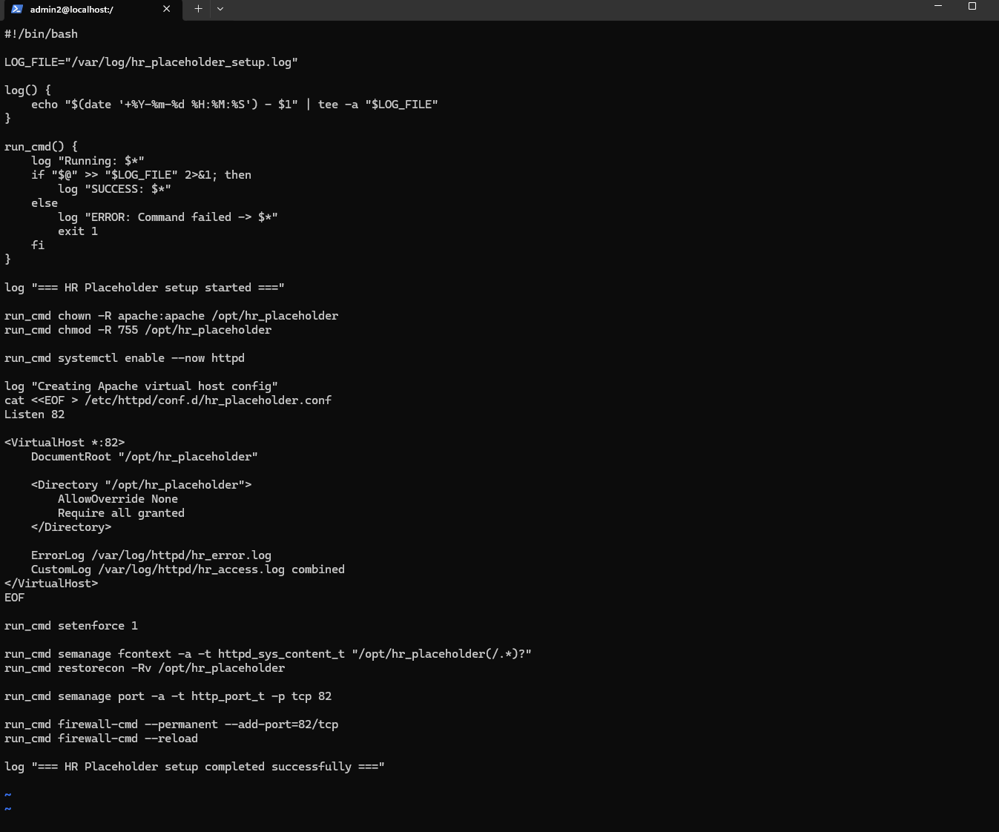 admin2@localhost:/
#!/bin/bash
LOG_FILE="/var/log/hr_placeholder_setup.log"
log() {
    echo "$(date '+%Y-%m-%d %H:%M:%S') - $1" | tee -a "$LOG_FILE"
}
run_cmd() {
    log "Running: $*"
    if "$@" >> "$LOG_FILE" 2>&1; then
        log "SUCCESS: $*"
    else
        log "ERROR: Command failed -> $*"
        exit 1
    fi
}
log "=== HR Placeholder setup started ==="
run_cmd chown -R apache:apache /opt/hr_placeholder
run_cmd chmod -R 755 /opt/hr_placeholder
run_cmd systemctl enable --now httpd
log "Creating Apache virtual host config"
cat <<EOF > /etc/httpd/conf.d/hr_placeholder.conf
Listen 82
<VirtualHost *:82>
    DocumentRoot "/opt/hr_placeholder"
    <Directory "/opt/hr_placeholder">
        AllowOverride None
        Require all granted
    </Directory>
    ErrorLog /var/log/httpd/hr_error.log
    CustomLog /var/log/httpd/hr_access.log combined
</VirtualHost>
EOF
run_cmd setenforce 1
run_cmd semanage fcontext -a -t httpd_sys_content_t "/opt/hr_placeholder(/.*)?"
run_cmd restorecon -Rv /opt/hr_placeholder
run_cmd semanage port -a -t http_port_t -p tcp 82
run_cmd firewall-cmd --permanent --add-port=82/tcp
run_cmd firewall-cmd --reload
log "=== HR Placeholder setup completed successfully ==="
~
~